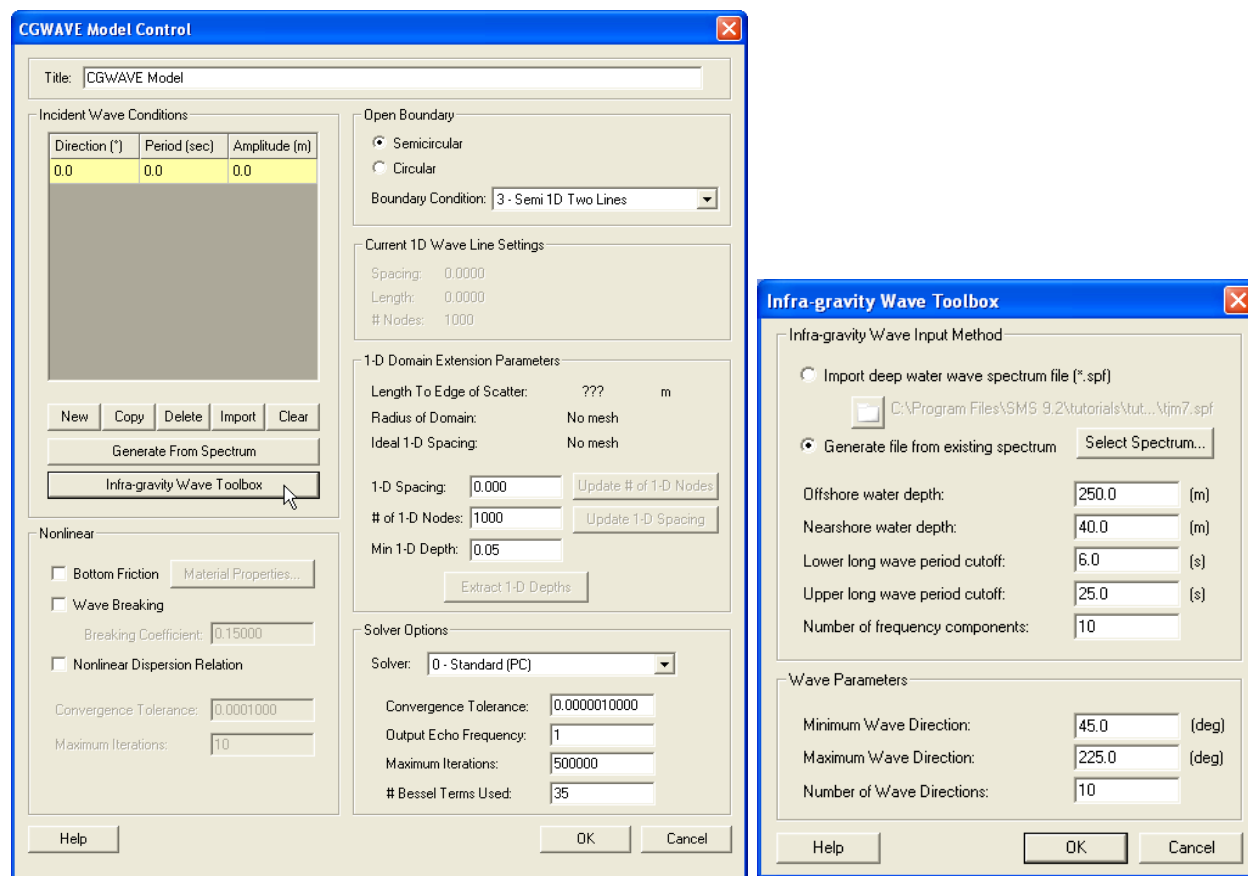 CGWAVE Model Control
Title: CGWAVE Model
Incident Wave Conditions
Direction (°) Period (sec) Amplitude (m)
0.0 0.0 0.0
New Copy Delete Import Clear
Generate From Spectrum
Infra-gravity Wave Toolbox
Nonlinear
Bottom Friction Material Properties...
Wave Breaking
Breaking Coefficient: 0.15000
Nonlinear Dispersion Relation
Convergence Tolerance: 0.0001000
Maximum Iterations: 10
Help
Open Boundary
Semicircular
Circular
Boundary Condition: 3 - Semi 1D Two Lines
Current 1D Wave Line Settings
Spacing: 0.0000
Length: 0.0000
# Nodes: 1000
1-D Domain Extension Parameters
Length To Edge of Scatter: ??? m
Radius of Domain: No mesh
Ideal 1-D Spacing: No mesh
1-D Spacing: 0.000 Update # of 1-D Nodes
# of 1-D Nodes: 1000 Update 1-D Spacing
Min 1-D Depth: 0.05
Extract 1-D Depths
Solver Options
Solver: 0 - Standard (PC)
Convergence Tolerance: 0.0000010000
Output Echo Frequency: 1
Maximum Iterations: 500000
# Bessel Terms Used: 35
OK Cancel
Infra-gravity Wave Toolbox
Infra-gravity Wave Input Method
Import deep water wave spectrum file (*.spf)
C:\Program Files\SMS 9.2\tutorials\tut...\tjm7.spf
Generate file from existing spectrum Select Spectrum...
Offshore water depth: 250.0 (m)
Nearshore water depth: 40.0 (m)
Lower long wave period cutoff: 6.0 (s)
Upper long wave period cutoff: 25.0 (s)
Number of frequency components: 10
Wave Parameters
Minimum Wave Direction: 45.0 (deg)
Maximum Wave Direction: 225.0 (deg)
Number of Wave Directions: 10
Help OK Cancel